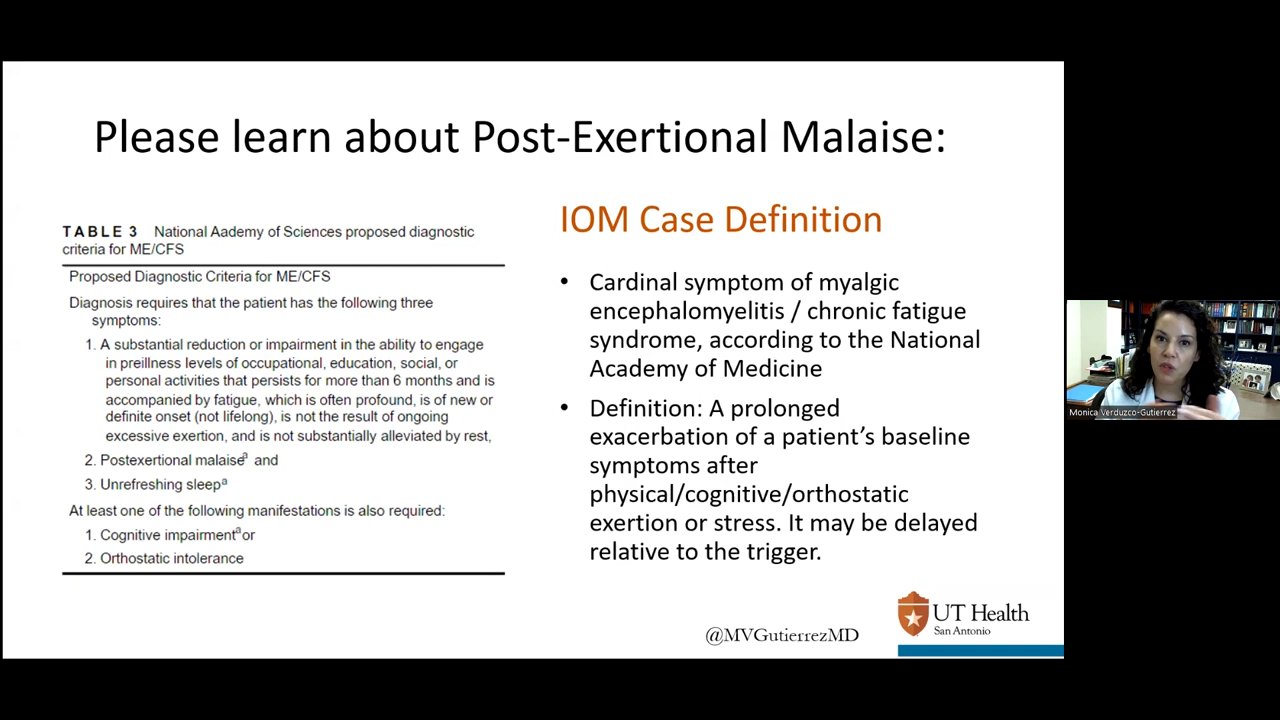 Please learn about Post-Exertional Malaise:
TABLE 3 National Aademy of Sciences proposed diagnostic
criteria for ME/CFS
Proposed Diagnostic Criteria for ME/CFS
Diagnosis requires that the patient has the following three
symptoms:
1. A substantial reduction or impairment in the ability to engage
in preillness levels of occupational, education, social, or
personal activities that persists for more than 6 months and is
accompanied by fatigue, which is often profound, is of new or
definite onset (not lifelong), is not the result of ongoing
excessive exertion, and is not substantially alleviated by rest,
2. Postexertional malaiseª and
3. Unrefreshing sleepª
At least one of the following manifestations is also required:
1. Cognitive impairmentª or
2. Orthostatic intolerance
IOM Case Definition
• Cardinal symptom of myalgic
encephalomyelitis / chronic fatigue
syndrome, according to the National
Academy of Medicine
• Definition: A prolonged
exacerbation of a patient’s baseline
symptoms after
physical/cognitive/orthostatic
exertion or stress. It may be delayed
relative to the trigger.
@MVGutierrezMD
UT Health
San Antonio
Monica Verduzco-Gutierrez